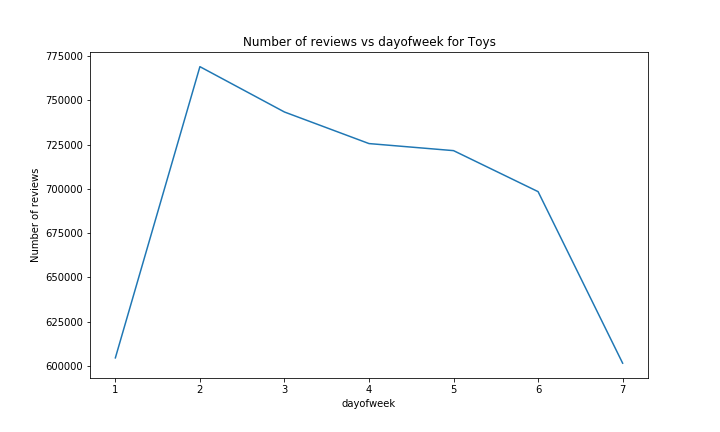 Number of reviews vs dayofweek for Toys
Number of reviews
775000
750000
725000
700000
675000
650000
625000
600000
1 2 3 4 5 6 7
dayofweek